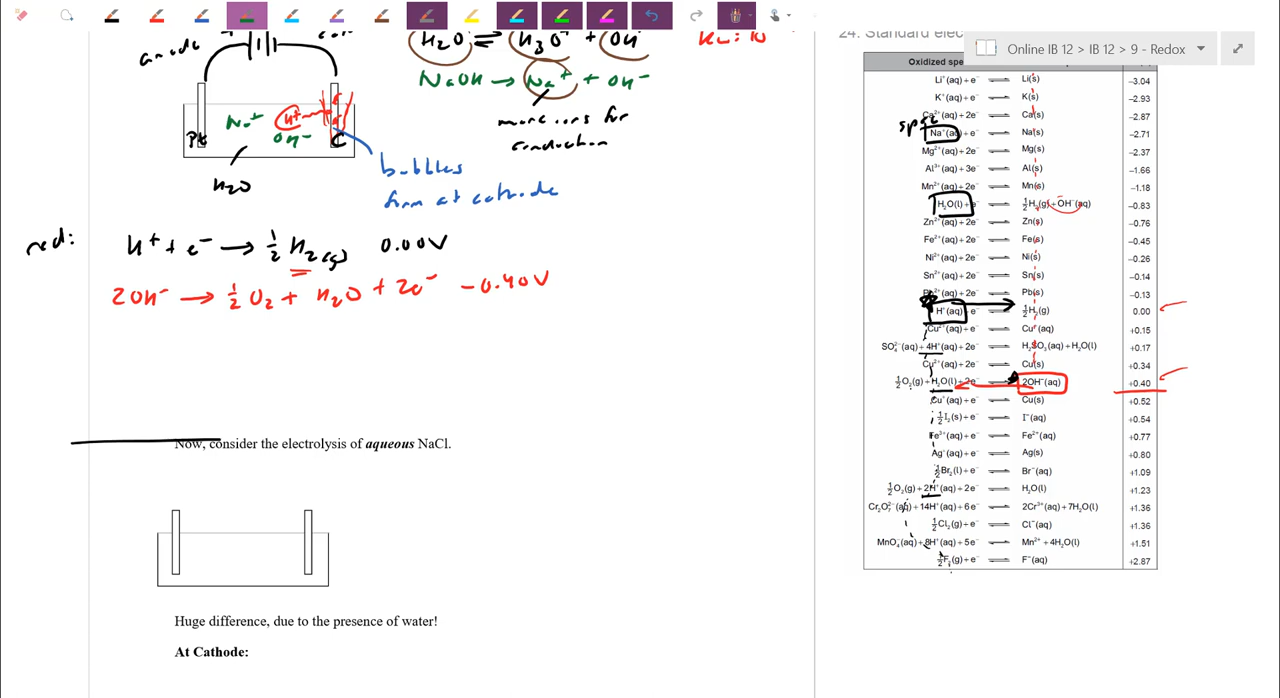 anode
H₂O ⇌ H₃O⁺ + OH⁻
NaOH → Na⁺ + OH⁻
more ions for
conduction
Na⁺
H⁺
OH⁻
Pt
C
H₂O
bubbles
form at cathode
red:
H⁺ + e⁻ → ½ H₂(g) 0.00V
2OH⁻ → ½ O₂ + H₂O + 2e⁻ -0.40V
Now, consider the electrolysis of aqueous NaCl.
Huge difference, due to the presence of water!
At Cathode:
Online IB 12 > IB 12 > 9 - Redox
24. Standard elec
Oxidized spe
Li⁺(aq) + e⁻ ⇌ Li(s) –3.04
K⁺(aq) + e⁻ ⇌ K(s) –2.93
Ca²⁺(aq) + 2e⁻ ⇌ Ca(s) –2.87
Na⁺(aq) + e⁻ ⇌ Na(s) –2.71
Mg²⁺(aq) + 2e⁻ ⇌ Mg(s) –2.37
Al³⁺(aq) + 3e⁻ ⇌ Al(s) –1.66
Mn²⁺(aq) + 2e⁻ ⇌ Mn(s) –1.18
H₂O(l) + e⁻ ⇌ ½H₂(g) + OH⁻(aq) –0.83
Zn²⁺(aq) + 2e⁻ ⇌ Zn(s) –0.76
Fe²⁺(aq) + 2e⁻ ⇌ Fe(s) –0.45
Ni²⁺(aq) + 2e⁻ ⇌ Ni(s) –0.26
Sn²⁺(aq) + 2e⁻ ⇌ Sn(s) –0.14
Pb²⁺(aq) + 2e⁻ ⇌ Pb(s) –0.13
H⁺(aq) + e⁻ ⇌ ½H₂(g) 0.00
Cu²⁺(aq) + e⁻ ⇌ Cu⁺(aq) +0.15
SO₄²⁻(aq) + 4H⁺(aq) + 2e⁻ ⇌ H₂SO₃(aq) + H₂O(l) +0.17
Cu²⁺(aq) + 2e⁻ ⇌ Cu(s) +0.34
½O₂(g) + H₂O(l) + 2e⁻ ⇌ 2OH⁻(aq) +0.40
Cu⁺(aq) + e⁻ ⇌ Cu(s) +0.52
½I₂(s) + e⁻ ⇌ I⁻(aq) +0.54
Fe³⁺(aq) + e⁻ ⇌ Fe²⁺(aq) +0.77
Ag⁺(aq) + e⁻ ⇌ Ag(s) +0.80
½Br₂(l) + e⁻ ⇌ Br⁻(aq) +1.09
½O₂(g) + 2H⁺(aq) + 2e⁻ ⇌ H₂O(l) +1.23
Cr₂O₇²⁻(aq) + 14H⁺(aq) + 6e⁻ ⇌ 2Cr³⁺(aq) + 7H₂O(l) +1.36
½Cl₂(g) + e⁻ ⇌ Cl⁻(aq) +1.36
MnO₄⁻(aq) + 8H⁺(aq) + 5e⁻ ⇌ Mn²⁺ + 4H₂O(l) +1.51
½F₂(g) + e⁻ ⇌ F⁻(aq) +2.87